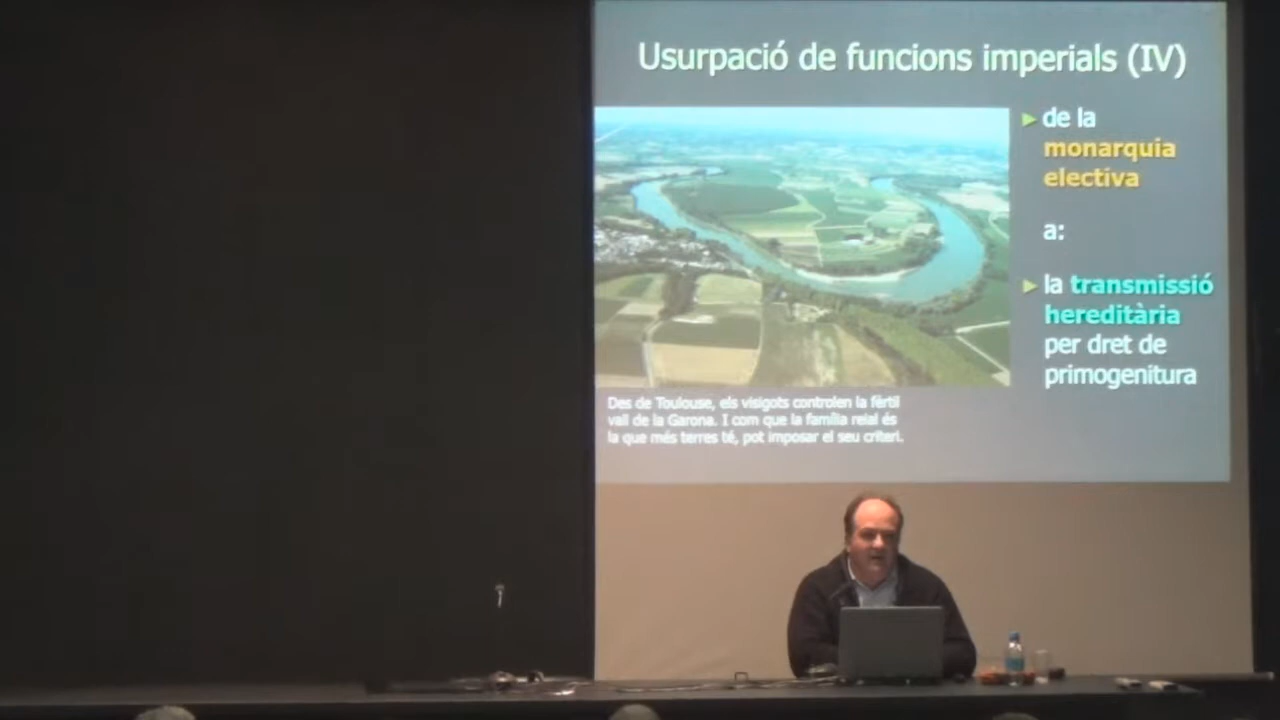 Usurpació de funcions imperials (IV)
de la
monarquia
electiva
a:
la transmissió
hereditària
per dret de
primogenitura
Des de Toulouse, els visigots controlen la fèrtil
vall de la Garona. I com que la família reial és
la que més terres té, pot imposar el seu criteri.